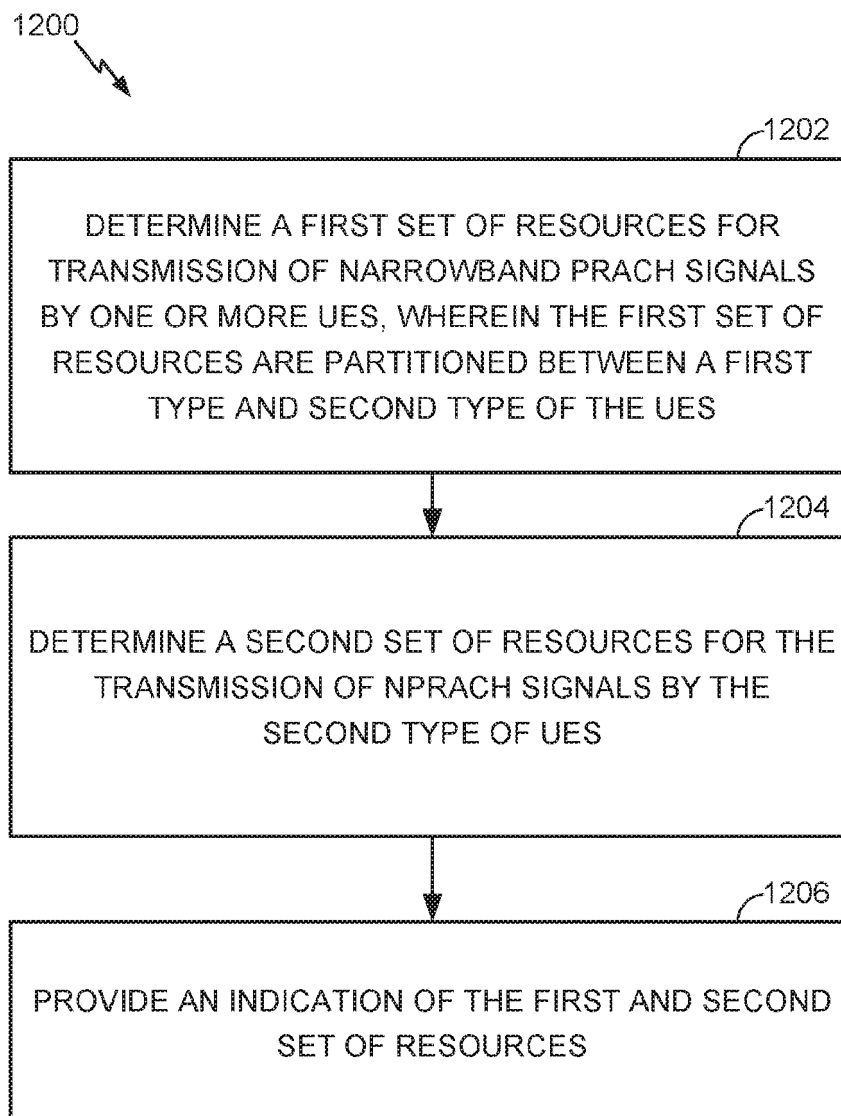 1200
1202
DETERMINE A FIRST SET OF RESOURCES FOR
TRANSMISSION OF NARROWBAND PRACH SIGNALS
BY ONE OR MORE UES, WHEREIN THE FIRST SET OF
RESOURCES ARE PARTITIONED BETWEEN A FIRST
TYPE AND SECOND TYPE OF THE UES
1204
DETERMINE A SECOND SET OF RESOURCES FOR THE
TRANSMISSION OF NPRACH SIGNALS BY THE
SECOND TYPE OF UES
1206
PROVIDE AN INDICATION OF THE FIRST AND SECOND
SET OF RESOURCES